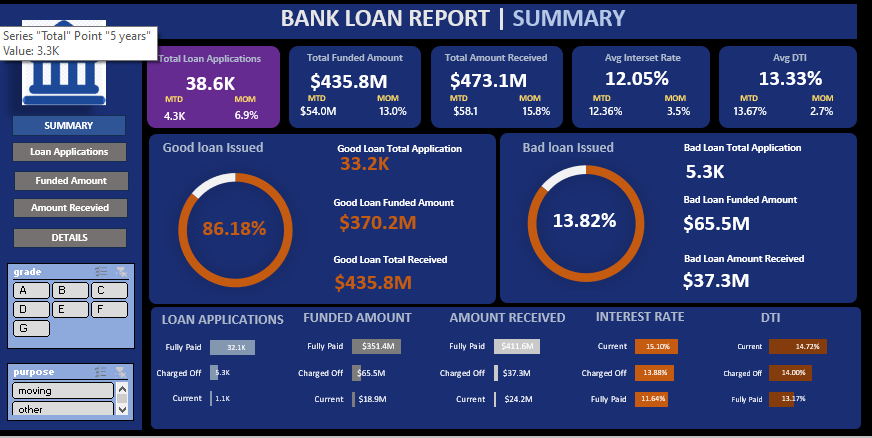 BANK LOAN REPORT | SUMMARY
Series "Total" Point "5 years"
Value: 3.3K
SUMMARY
Loan Applications
Funded Amount
Amount Recevied
DETAILS
grade
A B C
D E F
G
purpose
moving
other
Total Loan Applications
38.6K
MTD MOM
4.3K 6.9%
Total Funded Amount
$435.8M
MTD MOM
$54.0M 13.0%
Total Amount Received
$473.1M
MTD MOM
$58.1 15.8%
Avg Interset Rate
12.05%
MTD MOM
12.36% 3.5%
Avg DTI
13.33%
MTD MOM
13.67% 2.7%
Good loan Issued
86.18%
Good Loan Total Application
33.2K
Good Loan Funded Amount
$370.2M
Good Loan Total Received
$435.8M
Bad loan Issued
13.82%
Bad Loan Total Application
5.3K
Bad Loan Funded Amount
$65.5M
Bad Loan Amount Received
$37.3M
LOAN APPLICATIONS
Fully Paid 32.1K
Charged Off 5.3K
Current 1.1K
FUNDED AMOUNT
Fully Paid $351.4M
Charged Off $65.5M
Current $18.9M
AMOUNT RECEIVED
Fully Paid $411.6M
Charged Off $37.3M
Current $24.2M
INTEREST RATE
Current 15.10%
Charged Off 13.88%
Fully Paid 11.64%
DTI
Current 14.72%
Charged Off 14.00%
Fully Paid 13.17%